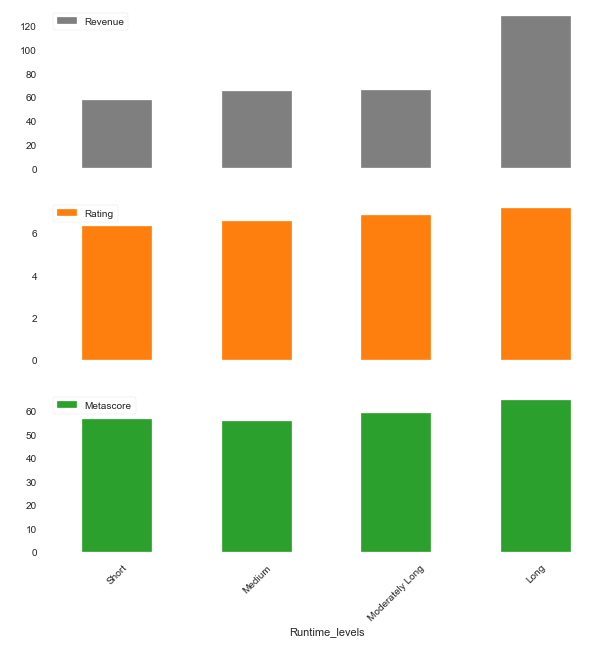 Revenue
120
100
80
60
40
20
0
Rating
6
4
2
0
Metascore
60
50
40
30
20
10
0
Short
Medium
Moderately Long
Long
Runtime_levels